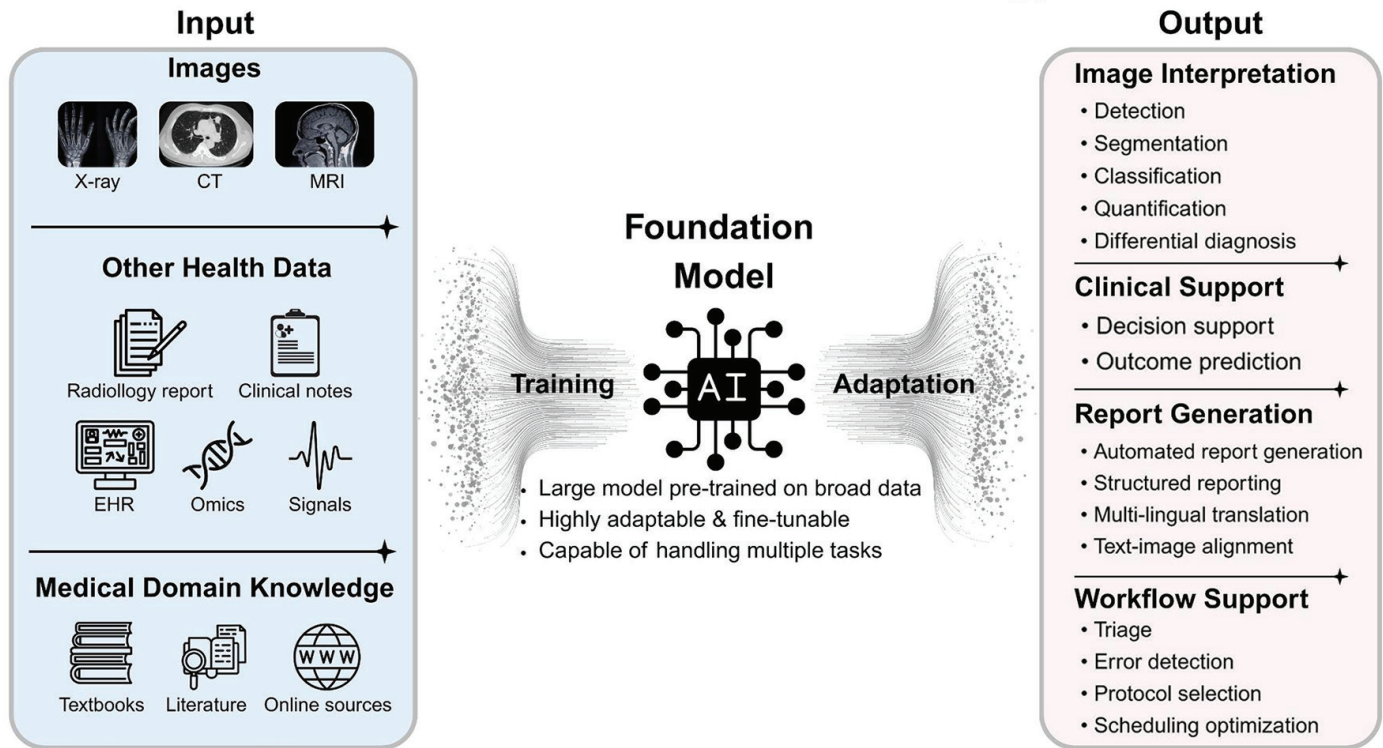 Input
Images
X-ray CT MRI
Other Health Data
Radiollogy report Clinical notes
EHR Omics Signals
Medical Domain Knowledge
WWW
Textbooks Literature Online sources
Foundation
Model
Training AI Adaptation
• Large model pre-trained on broad data
• Highly adaptable & fine-tunable
• Capable of handling multiple tasks
Output
Image Interpretation
• Detection
• Segmentation
• Classification
• Quantification
• Differential diagnosis
Clinical Support
• Decision support
• Outcome prediction
Report Generation
• Automated report generation
• Structured reporting
• Multi-lingual translation
• Text-image alignment
Workflow Support
• Triage
• Error detection
• Protocol selection
• Scheduling optimization